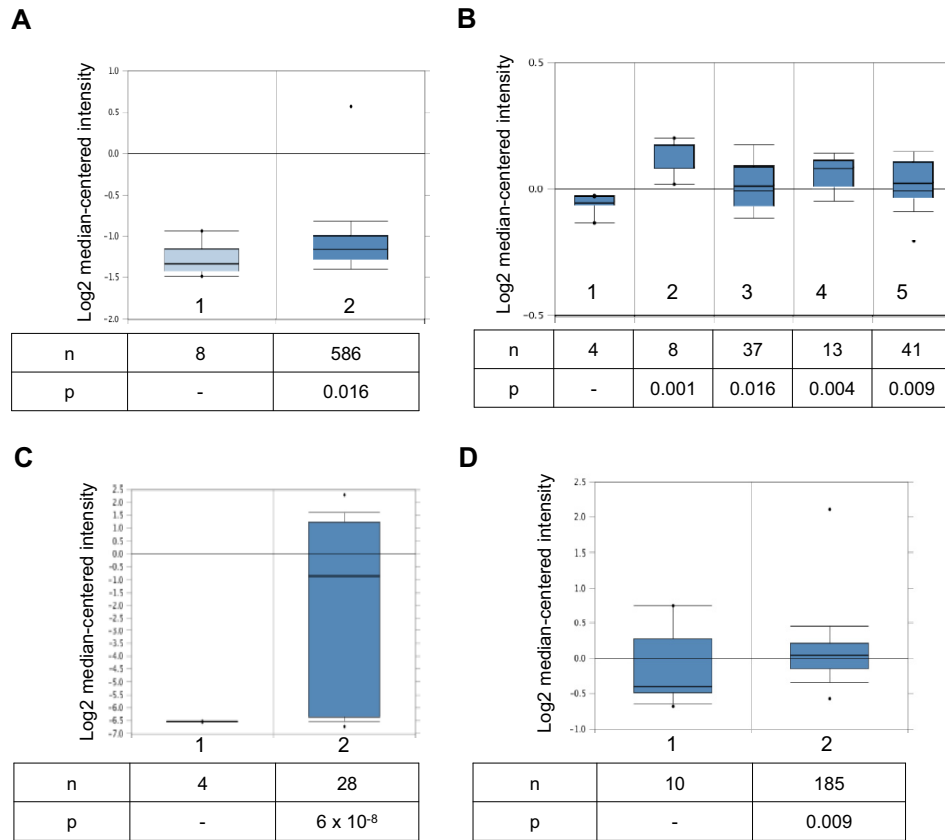 A
Log2 median-centered intensity
1.0
0.0
−1.0
−1.5
−2.0
1 2
n 8 586
p - 0.016
B
Log2 median-centered intensity
0.5
0.0
−0.5
1 2 3 4 5
n 4 8 37 13 41
p - 0.001 0.016 0.004 0.009
C
Log2 median-centered intensity
2.5
2.0
1.5
1.0
0.5
0.0
−0.5
−1.0
−1.5
−2.0
−2.5
−3.0
−3.5
−4.0
−4.5
−5.0
−5.5
−6.0
−6.5
−7.0
1 2
n 4 28
p - 6 x 10⁻⁸
D
Log2 median-centered intensity
2.5
2.0
1.5
1.0
0.5
0.0
−0.5
−1.0
1 2
n 10 185
p - 0.009